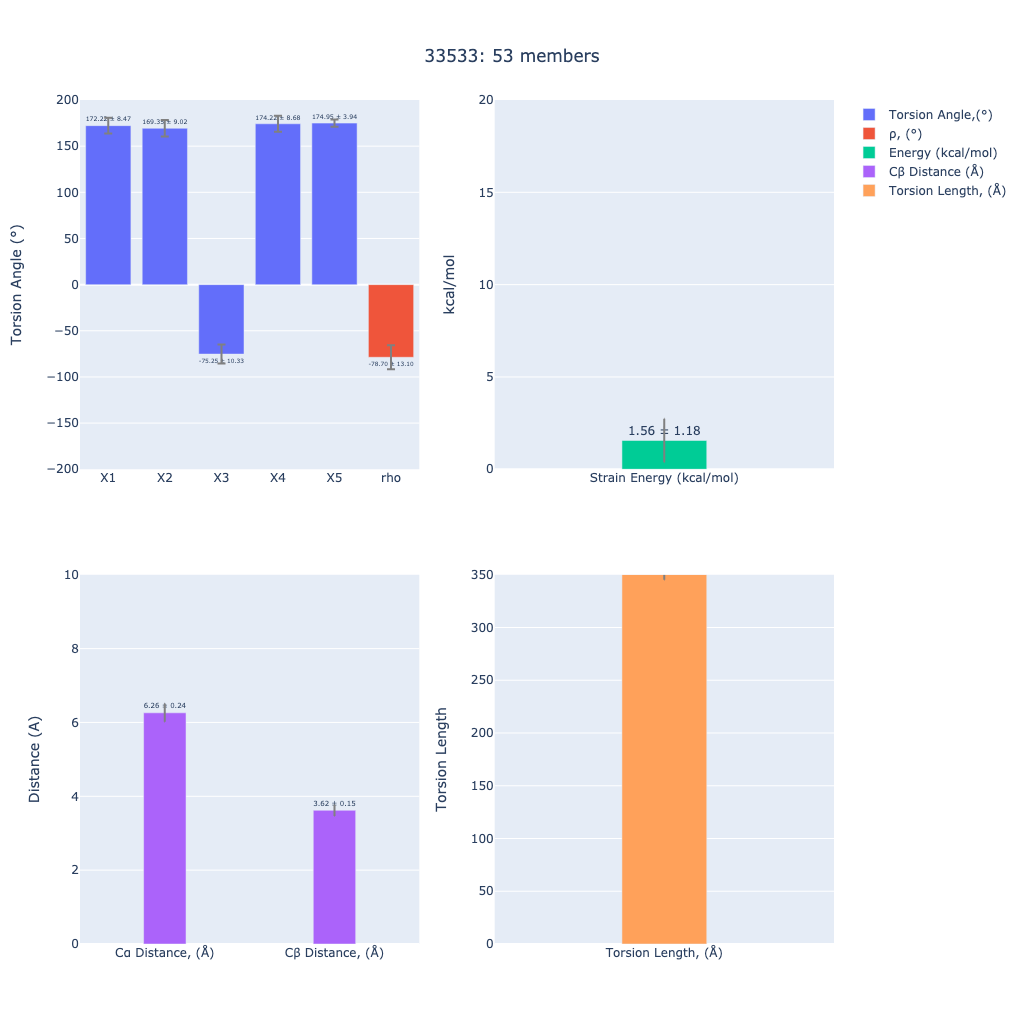 33533: 53 members
Torsion Angle (°)
200
150
100
50
0
−50
−100
−150
−200
172.22 ± 8.47
169.35 ± 9.02
-75.25 ± 10.33
174.21 ± 8.68
174.95 ± 3.94
-78.70 ± 13.10
X1 X2 X3 X4 X5 rho
kcal/mol
20
15
10
5
0
1.56 ± 1.18
Strain Energy (kcal/mol)
Torsion Angle,(°)
ρ, (°)
Energy (kcal/mol)
Cβ Distance (Å)
Torsion Length, (Å)
Distance (A)
10
8
6
4
2
0
6.26 ± 0.24
3.62 ± 0.15
Cα Distance, (Å) Cβ Distance, (Å)
Torsion Length
350
300
250
200
150
100
50
0
Torsion Length, (Å)